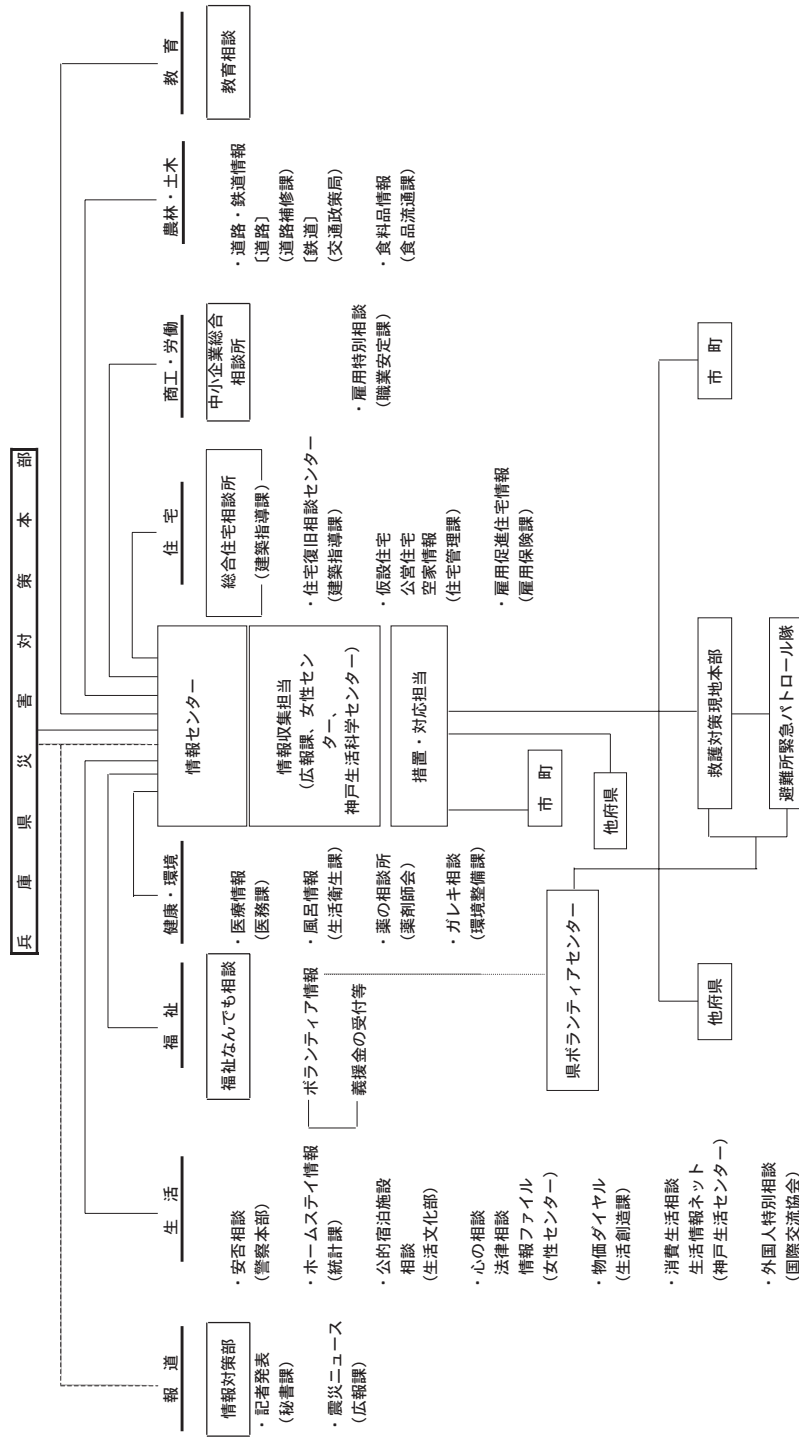 兵庫県災害対策本部
報道
情報対策部
・記者発表
(秘書課)
・震災ニュース
(広報課)
生活
・安否相談
(警察本部)
・ホームステイ情報
(統計課)
・公的宿泊施設
相談
(生活文化部)
・心の相談
法律相談
情報ファイル
(女性センター)
・物価ダイヤル
(生活創造課)
・消費生活相談
生活情報ネット
(神戸生活センター)
・外国人特別相談
(国際交流協会)
福祉
福祉なんでも相談
ボランティア情報
義援金の受付等
県ボランティアセンター
健康・環境
・医療情報
(医務課)
・風呂情報
(生活衛生課)
・薬の相談所
(薬剤師会)
・ガレキ相談
(環境整備課)
情報センター
情報収集担当
(広報課、女性セン
ター、
神戸生活科学センター)
措置・対応担当
市町
他府県
救護対策現地本部
避難所緊急パトロール隊
他府県
市町
住宅
総合住宅相談所
(建築指導課)
・住宅復旧相談センター
(建築指導課)
・仮設住宅
公営住宅
空家情報
(住宅管理課)
・雇用促進住宅情報
(雇用保険課)
商工・労働
中小企業総合
相談所
・雇用特別相談
(職業安定課)
農林・土木
・道路・鉄道情報
〔道路〕
(道路補修課)
〔鉄道〕
(交通政策局)
・食料品情報
(食品流通課)
教育
教育相談